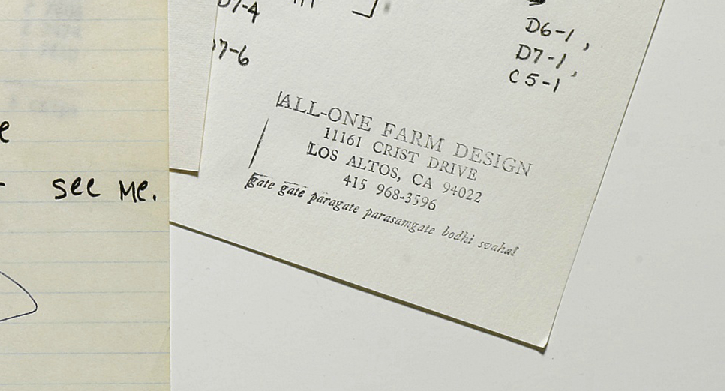 D7-4
D7-6
D6-1,
D7-1,
C5-1
see me.
ALL-ONE FARM DESIGN
11161 CRIST DRIVE
LOS ALTOS, CA 94022
415 968-3596
gate gate paragate parasamgate bodhi svaha!